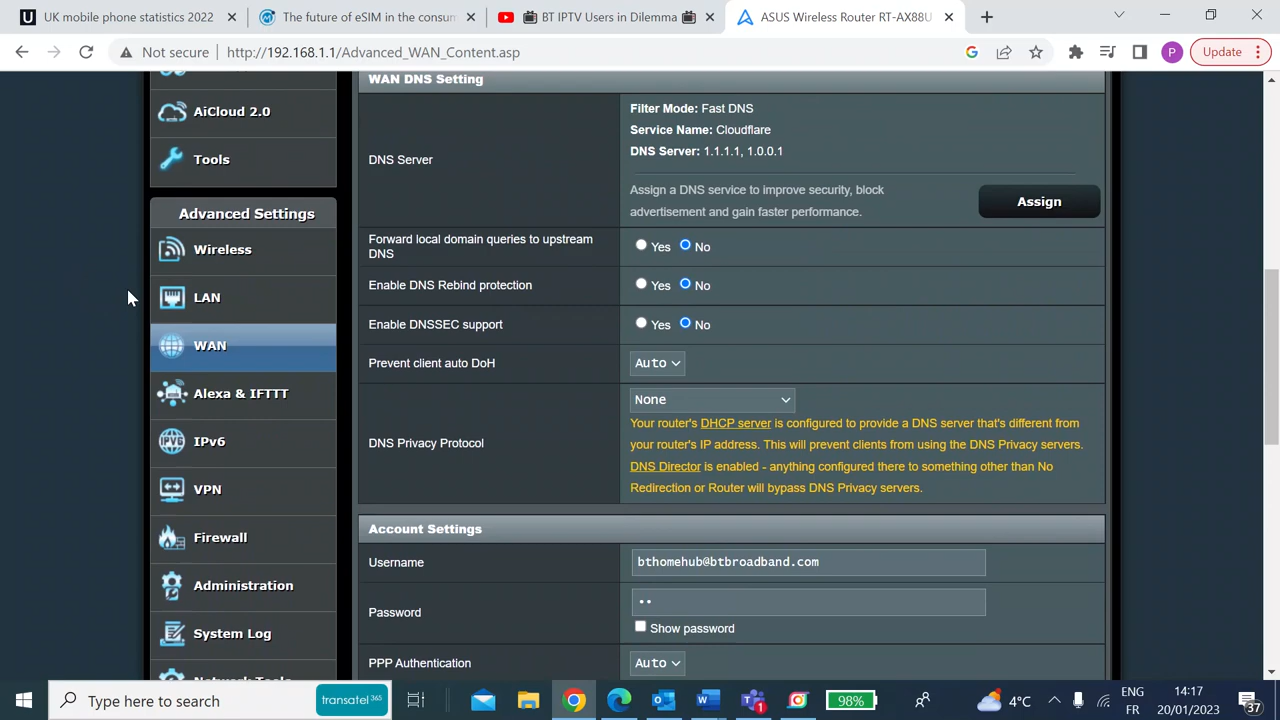 UK mobile phone statistics 2022
The future of eSIM in the consum
BT IPTV Users in Dilemma
ASUS Wireless Router RT-AX88U
Not secure
http://192.168.1.1/Advanced_WAN_Content.asp
P
Update
AiCloud 2.0
Tools
Advanced Settings
Wireless
LAN
WAN
Alexa & IFTTT
IPv6
VPN
Firewall
Administration
System Log
Network Tools
WAN DNS Setting
DNS Server
Filter Mode: Fast DNS
Service Name: Cloudflare
DNS Server: 1.1.1.1, 1.0.0.1
Assign a DNS service to improve security, block
advertisement and gain faster performance.
Assign
Forward local domain queries to upstream
DNS
Yes No
Enable DNS Rebind protection
Yes No
Enable DNSSEC support
Yes No
Prevent client auto DoH
Auto
DNS Privacy Protocol
None
Your router's DHCP server is configured to provide a DNS server that's different from
your router's IP address. This will prevent clients from using the DNS Privacy servers.
DNS Director is enabled - anything configured there to something other than No
Redirection or Router will bypass DNS Privacy servers.
Account Settings
Username
bthomehub@btbroadband.com
Password
••
Show password
PPP Authentication
Auto
Type here to search
transatel 365
1
98%
4°C
ENG
FR
14:17
20/01/2023
37